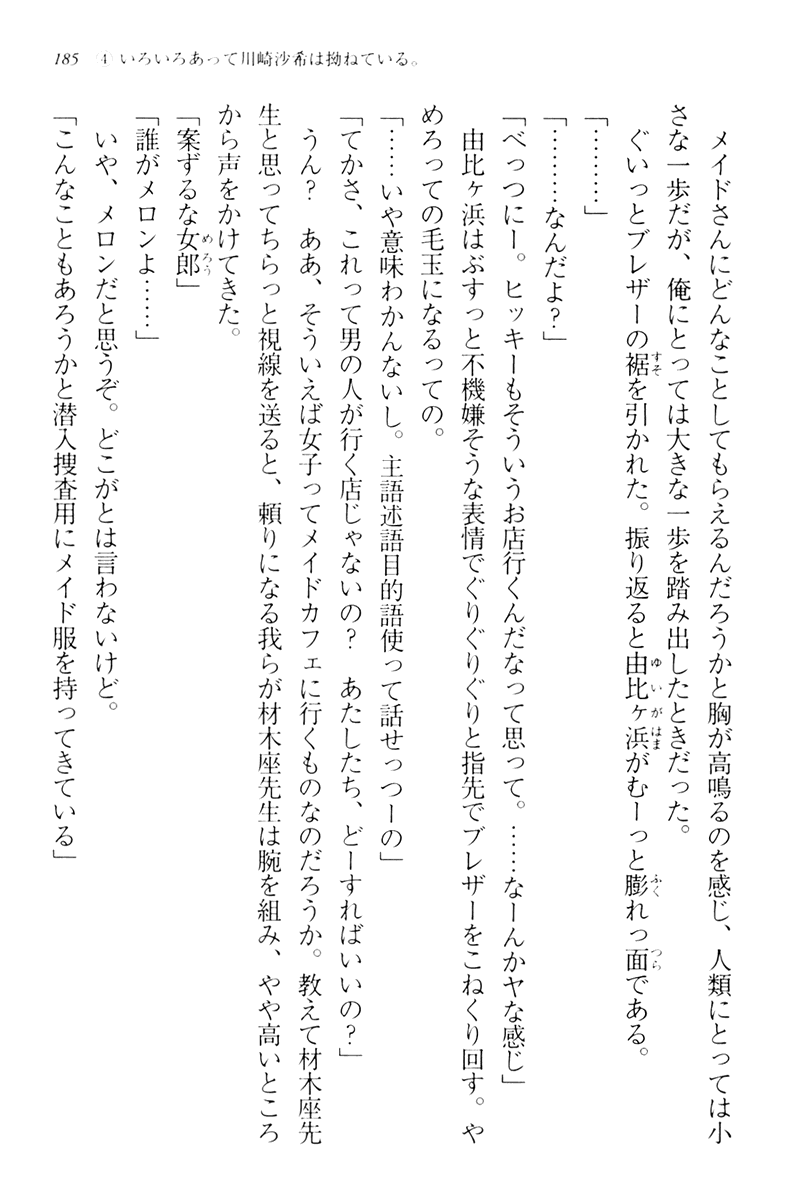 185 ④ いろいろあって川崎沙希は拗ねている。
　メイドさんにどんなことしてもらえるんだろうかと胸が高鳴るのを感じ、人類にとっては小
さな一歩だが、俺にとっては大きな一歩を踏み出したときだった。
　ぐいっとブレザーの裾を引かれた。振り返ると由比ヶ浜がむーっと膨れっ面である。
「………」
「………なんだよ？」
「べっつにー。ヒッキーもそういうお店行くんだなって思って。……なーんかヤな感じ」
　由比ヶ浜はぶすっと不機嫌そうな表情でぐりぐりぐりと指先でブレザーをこねくり回す。や
めろっての毛玉になるっての。
「……いや意味わかんないし。主語述語目的語使って話せっつーの」
「てかさ、これって男の人が行く店じゃないの？　あたしたち、どーすればいいの？」
　うん？　ああ、そういえば女子ってメイドカフェに行くものなのだろうか。教えて材木座先
生と思ってちらっと視線を送ると、頼りになる我らが材木座先生は腕を組み、やや高いところ
から声をかけてきた。
「案ずるな女郎」
「誰がメロンよ……」
　いや、メロンだと思うぞ。どこがとは言わないけど。
「こんなこともあろうかと潜入捜査用にメイド服を持ってきている」
すそ
ゆいがはま
ふく
つら
めろう